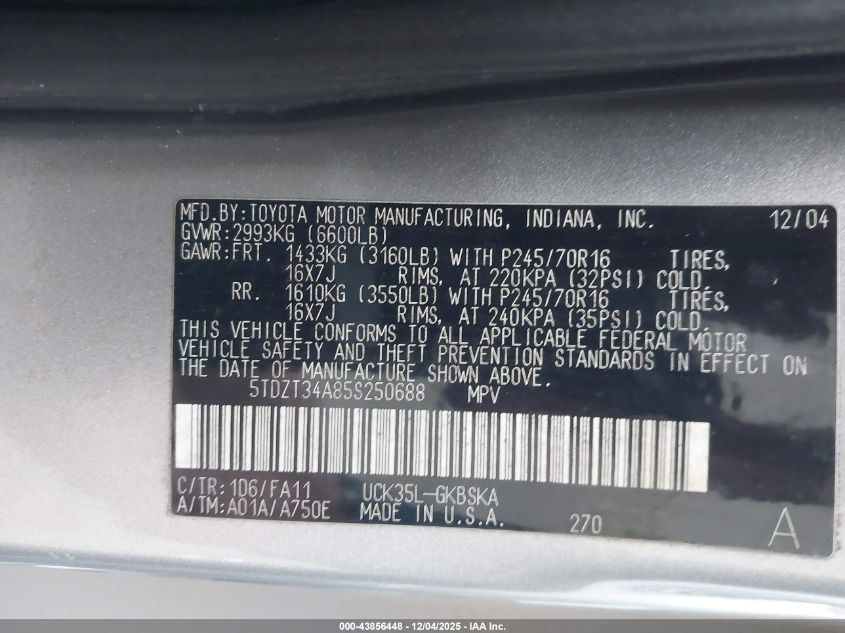 MFD.BY:TOYOTA MOTOR MANUFACTURING, INDIANA, INC. 12/04
GVWR:2993KG (6600LB)
GAWR:FRT. 1433KG (3160LB) WITH P245/70R16 TIRES,
16X7J RIMS, AT 220KPA (32PSI) COLD.
RR. 1610KG (3550LB) WITH P245/70R16 TIRES,
16X7J RIMS, AT 240KPA (35PSI) COLD.
THIS VEHICLE CONFORMS TO ALL APPLICABLE FEDERAL MOTOR
VEHICLE SAFETY AND THEFT PREVENTION STANDARDS IN EFFECT ON
THE DATE OF MANUFACTURE SHOWN ABOVE.
5TDZT34A85S250688 MPV
C/TR:1D6/FA11 UCK35L-GKBSKA
A/TM:A01A/A750E MADE IN U.S.A. 270 A
000-43856448 - 12/04/2025 - IAA Inc.